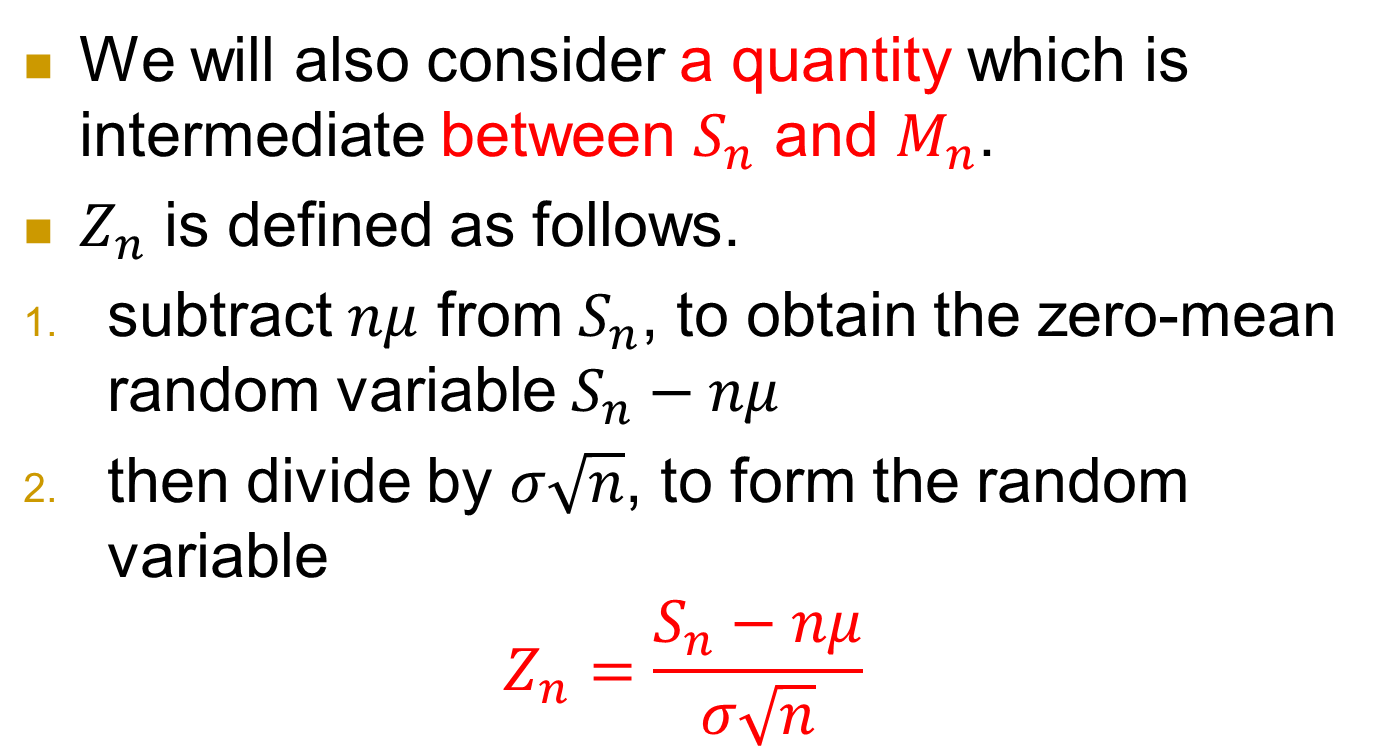 ■ We will also consider a quantity which is
intermediate between Sₙ and Mₙ.
■ Zₙ is defined as follows.
1. subtract nμ from Sₙ, to obtain the zero-mean
random variable Sₙ − nμ
2. then divide by σ√n, to form the random
variable
Zₙ = (Sₙ − nμ) / (σ√n)